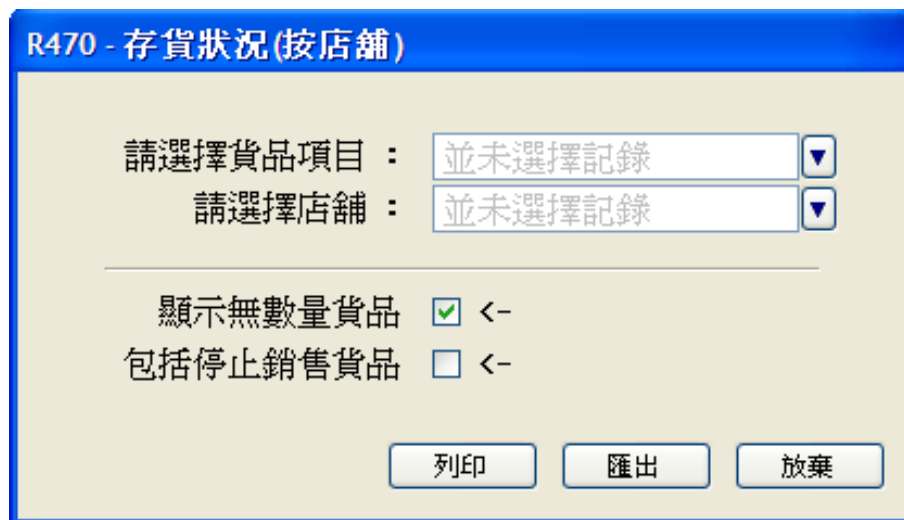 R470 - 存貨狀況(按店舖)
請選擇貨品項目 : 並未選擇記錄
請選擇店舖 : 並未選擇記錄
顯示無數量貨品 <-
包括停止銷售貨品 <-
列印 匯出 放棄